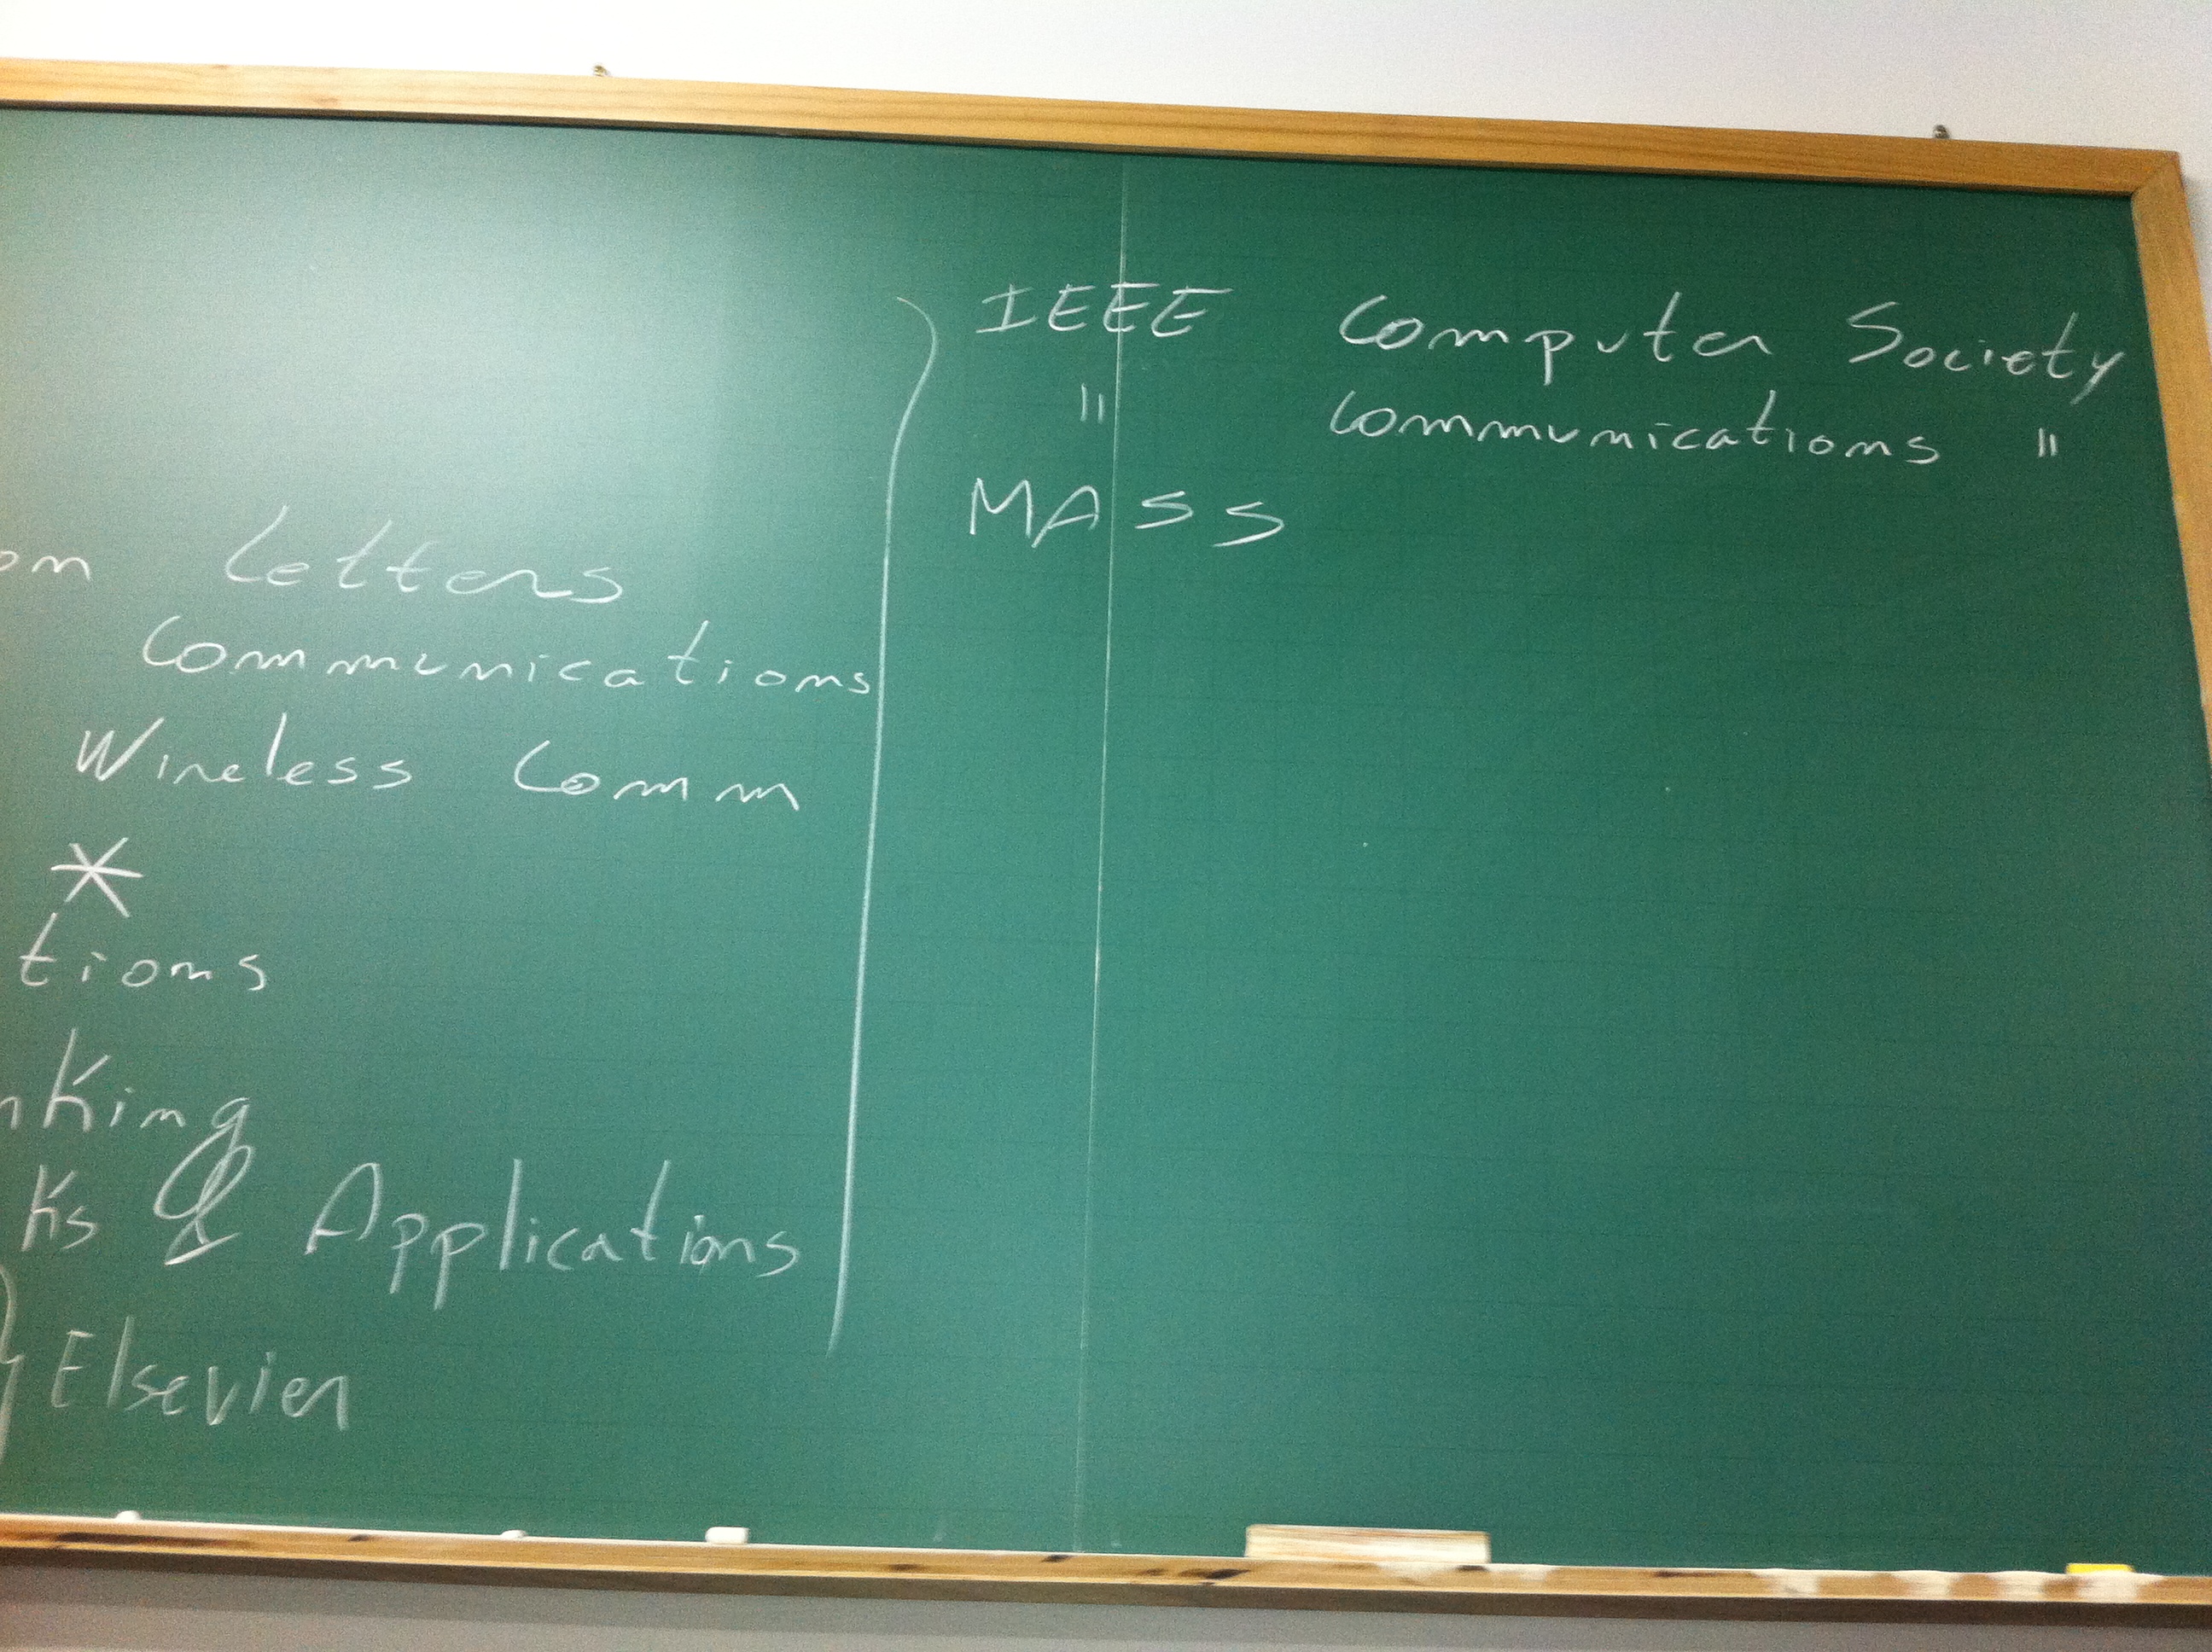 om Letters
Communications
Wireless Comm
*
tions
nking
ks & Applications
} Elsevier
IEEE Computer Society
" Communications "
MASS